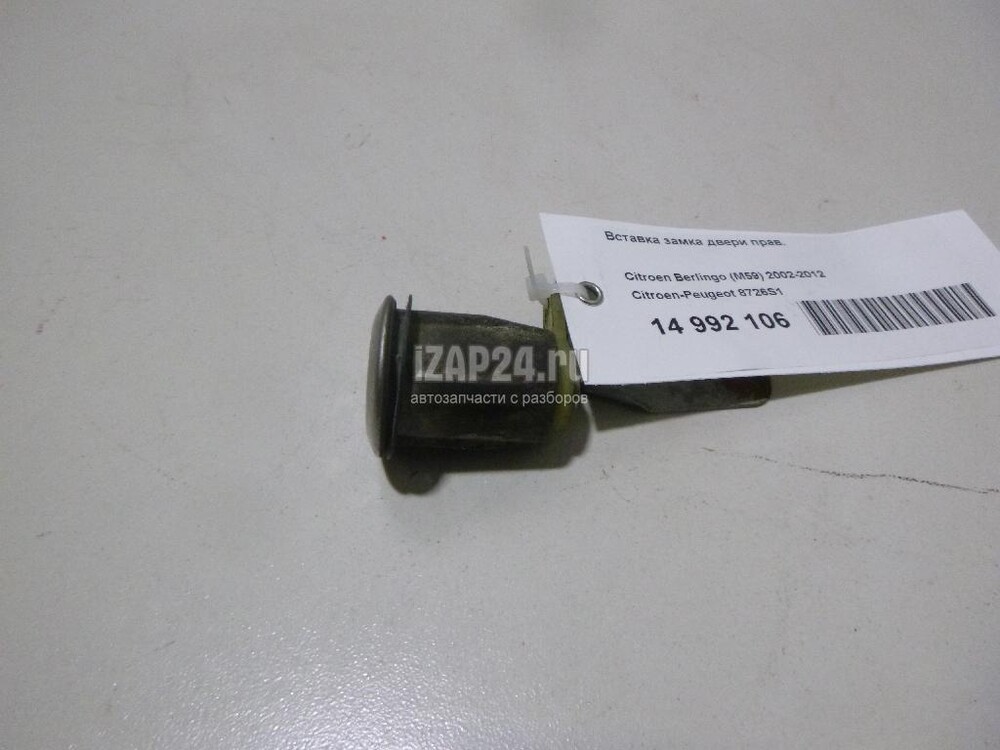 Вставка замка двери прав.
Citroen Berlingo (M59) 2002-2012
Citroen-Peugeot 8726S1
14 992 106
iZAP24.ru
автозапчасти с разборов